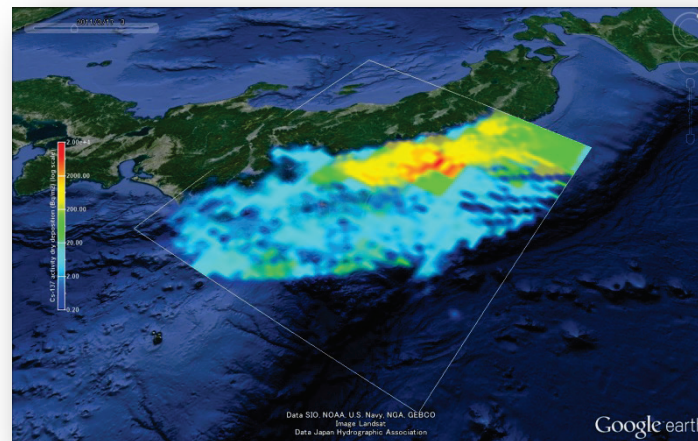 2.00e+1
2000.00
200.00
20.00
2.00
0.20
Cs-137 activity dry deposition (Bq/m2) (log scale)
Data SIO, NOAA, U.S. Navy, NGA, GEBCO
Image Landsat
Data Japan Hydrographic Association
Google earth